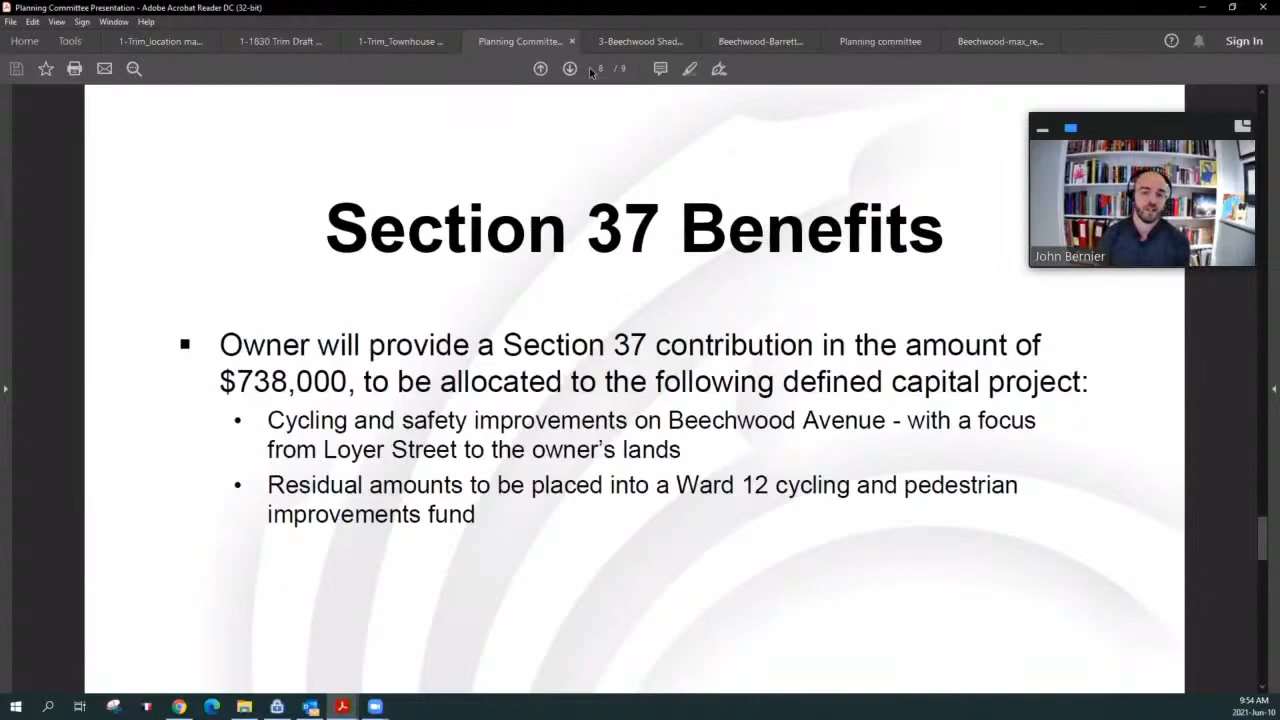 Planning Committee Presentation - Adobe Acrobat Reader DC (32-bit)
File Edit View Sign Window Help
Home Tools 1-Trim_location ma... 1-1830 Trim Draft ... 1-Trim_Townhouse ... Planning Committe... × 3-Beechwood Shad... Beechwood-Barrett... Planning committee Beechwood-max_re... Sign In
8 / 9
Section 37 Benefits
John Bernier
▪ Owner will provide a Section 37 contribution in the amount of
$738,000, to be allocated to the following defined capital project:
• Cycling and safety improvements on Beechwood Avenue - with a focus
from Loyer Street to the owner's lands
• Residual amounts to be placed into a Ward 12 cycling and pedestrian
improvements fund
9:54 AM
2021-Jun-10